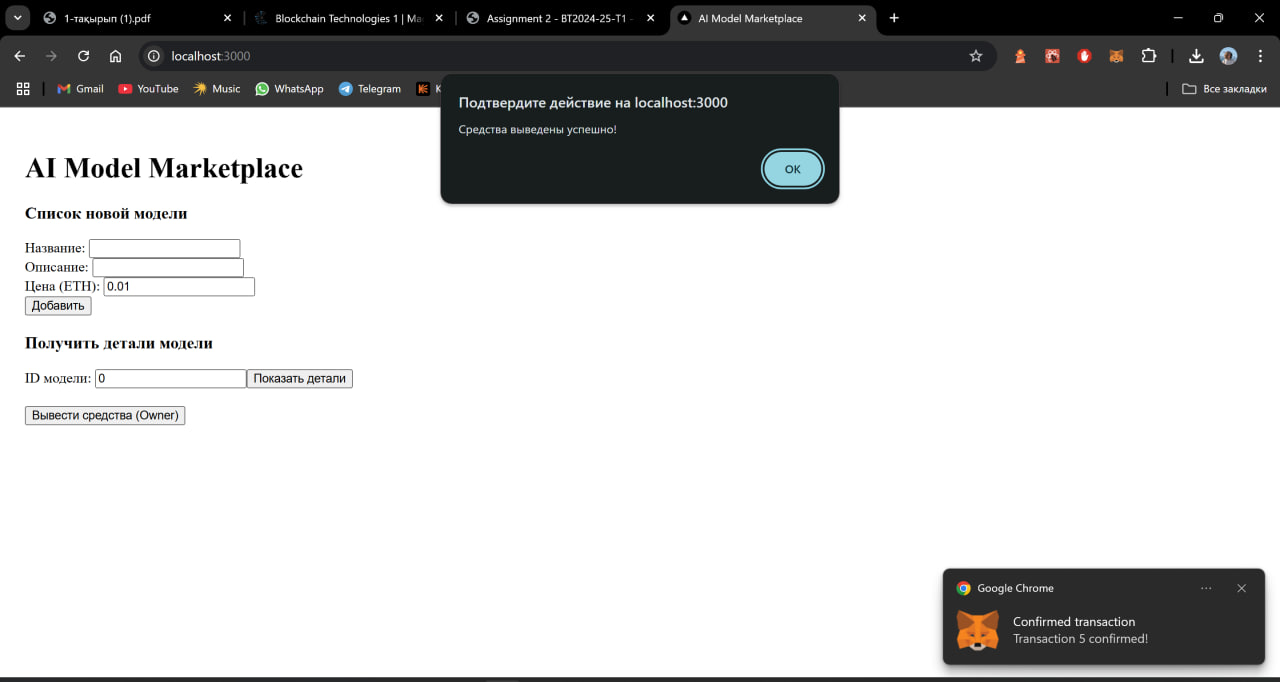 1-тақырып (1).pdf
Blockchain Technologies 1 | Ma
Assignment 2 - BT2024-25-T1 -
AI Model Marketplace
localhost:3000
Gmail
YouTube
Music
WhatsApp
Telegram
Все закладки
Подтвердите действие на localhost:3000
Средства выведены успешно!
OK
AI Model Marketplace
Список новой модели
Название:
Описание:
Цена (ETH): 0.01
Добавить
Получить детали модели
ID модели: 0 Показать детали
Вывести средства (Owner)
Google Chrome
Confirmed transaction
Transaction 5 confirmed!